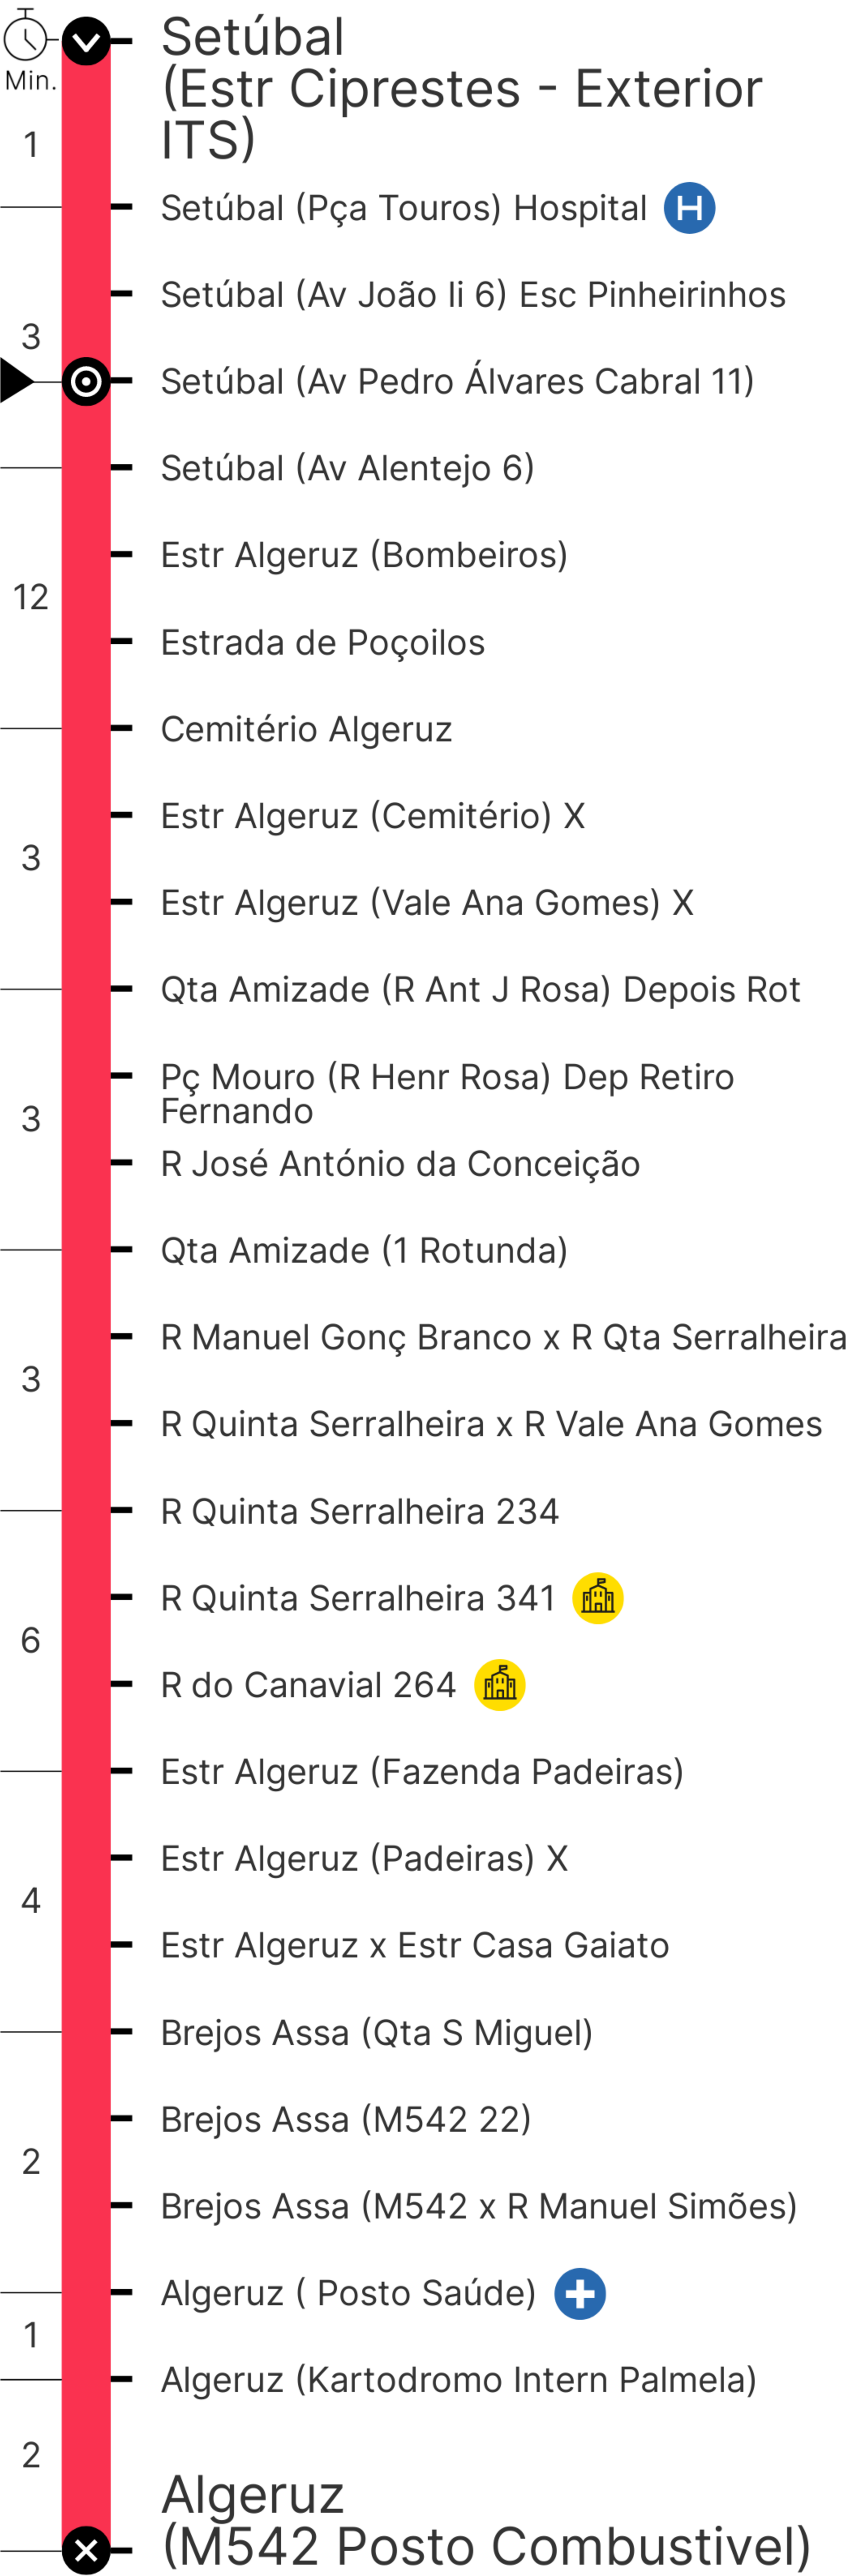 Min.
Setúbal
(Estr Ciprestes - Exterior
ITS)
1
Setúbal (Pça Touros) Hospital H
Setúbal (Av João Ii 6) Esc Pinheirinhos
3
Setúbal (Av Pedro Álvares Cabral 11)
Setúbal (Av Alentejo 6)
Estr Algeruz (Bombeiros)
12
Estrada de Poçoilos
Cemitério Algeruz
Estr Algeruz (Cemitério) X
3
Estr Algeruz (Vale Ana Gomes) X
Qta Amizade (R Ant J Rosa) Depois Rot
Pç Mouro (R Henr Rosa) Dep Retiro
Fernando
3
R José António da Conceição
Qta Amizade (1 Rotunda)
R Manuel Gonç Branco x R Qta Serralheira
3
R Quinta Serralheira x R Vale Ana Gomes
R Quinta Serralheira 234
R Quinta Serralheira 341
6
R do Canavial 264
Estr Algeruz (Fazenda Padeiras)
Estr Algeruz (Padeiras) X
4
Estr Algeruz x Estr Casa Gaiato
Brejos Assa (Qta S Miguel)
Brejos Assa (M542 22)
2
Brejos Assa (M542 x R Manuel Simões)
Algeruz ( Posto Saúde)
1
Algeruz (Kartodromo Intern Palmela)
2
Algeruz
(M542 Posto Combustivel)